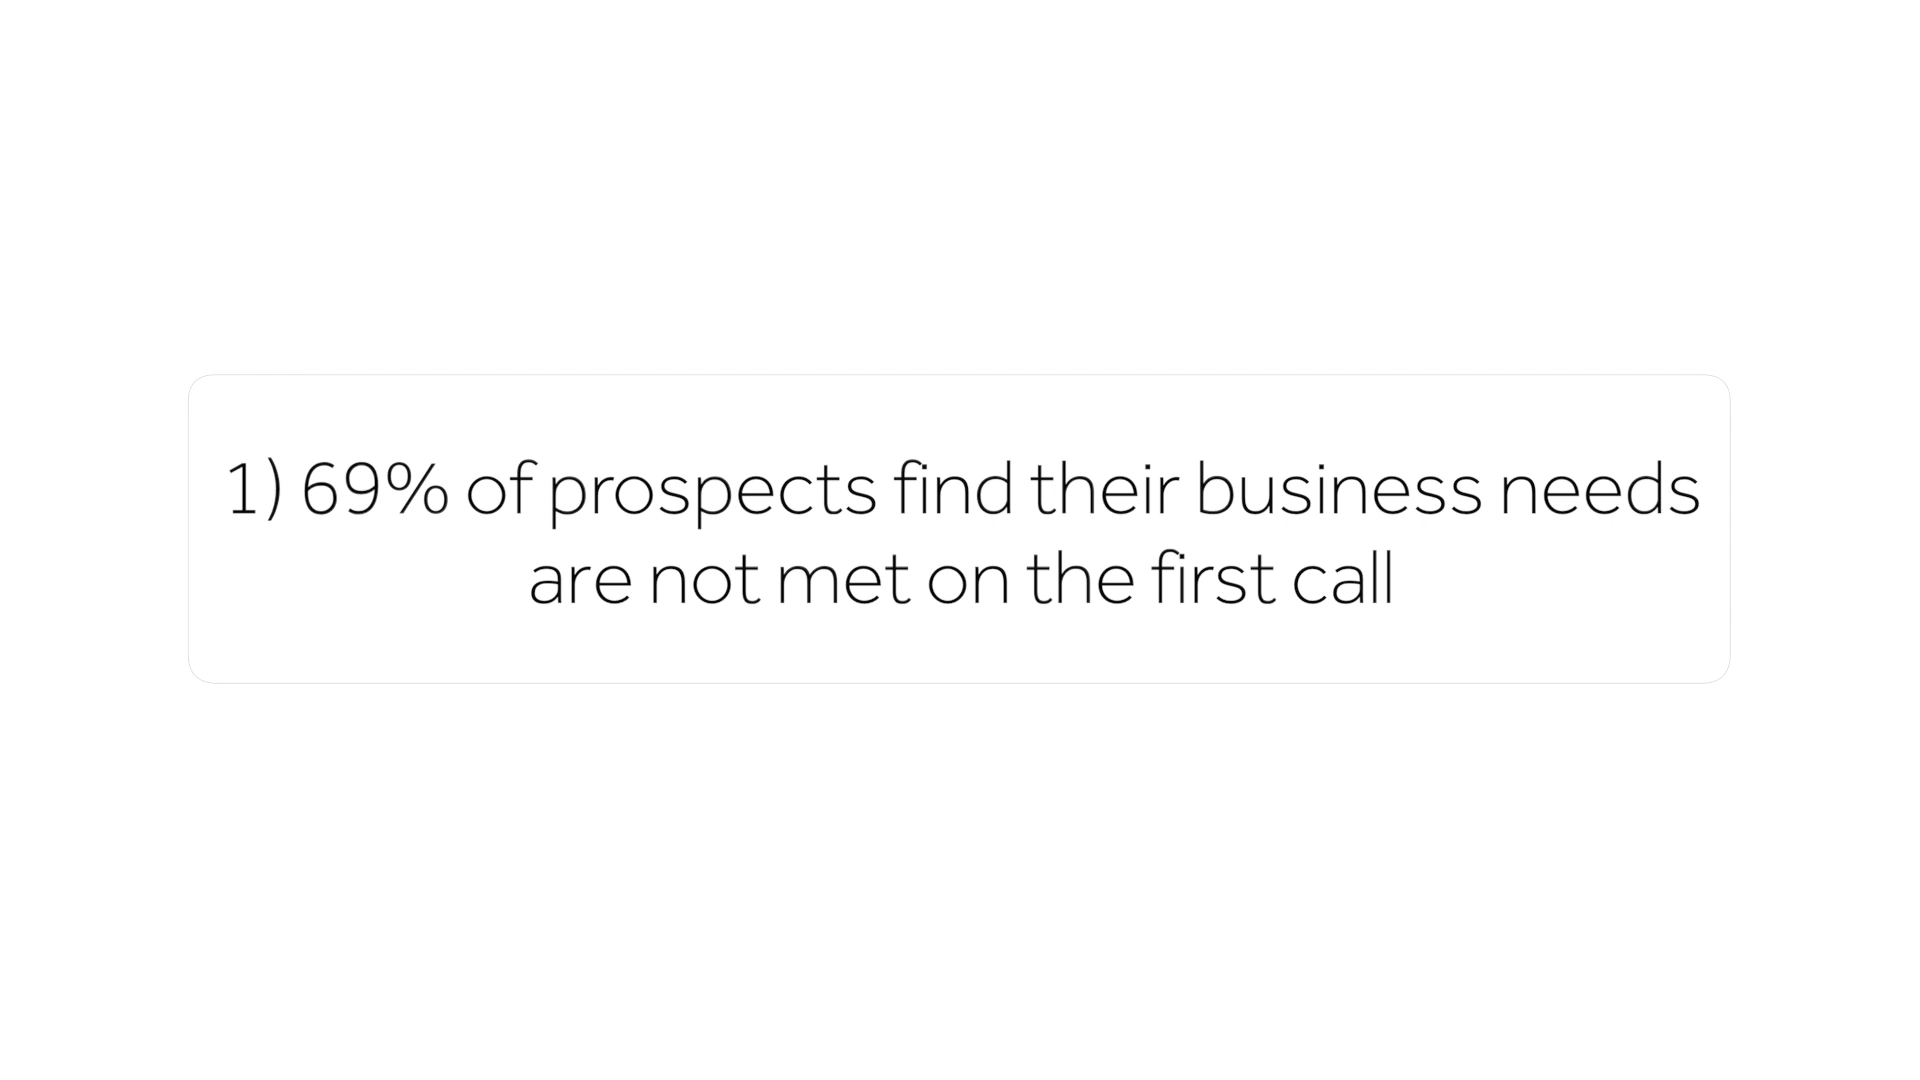 1) 69% of prospects find their business needs
are not met on the first call